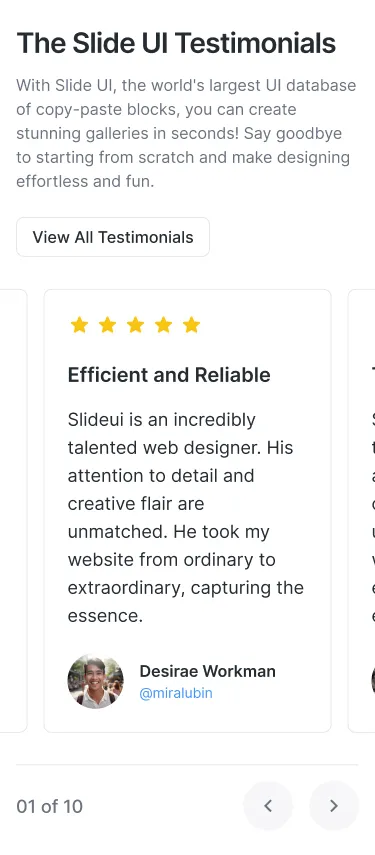 The Slide UI Testimonials
With Slide UI, the world's largest UI database
of copy-paste blocks, you can create
stunning galleries in seconds! Say goodbye
to starting from scratch and make designing
effortless and fun.
View All Testimonials
Efficient and Reliable
Slideui is an incredibly
talented web designer. His
attention to detail and
creative flair are
unmatched. He took my
website from ordinary to
extraordinary, capturing the
essence.
Desirae Workman
@miralubin
01 of 10